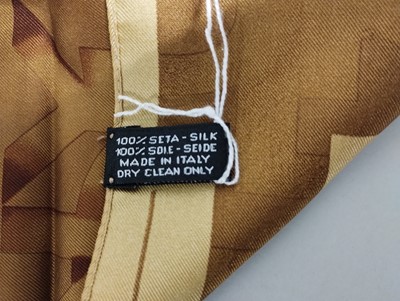 100% SETA - SILK
100% SOIE - SEIDE
MADE IN ITALY
DRY CLEAN ONLY